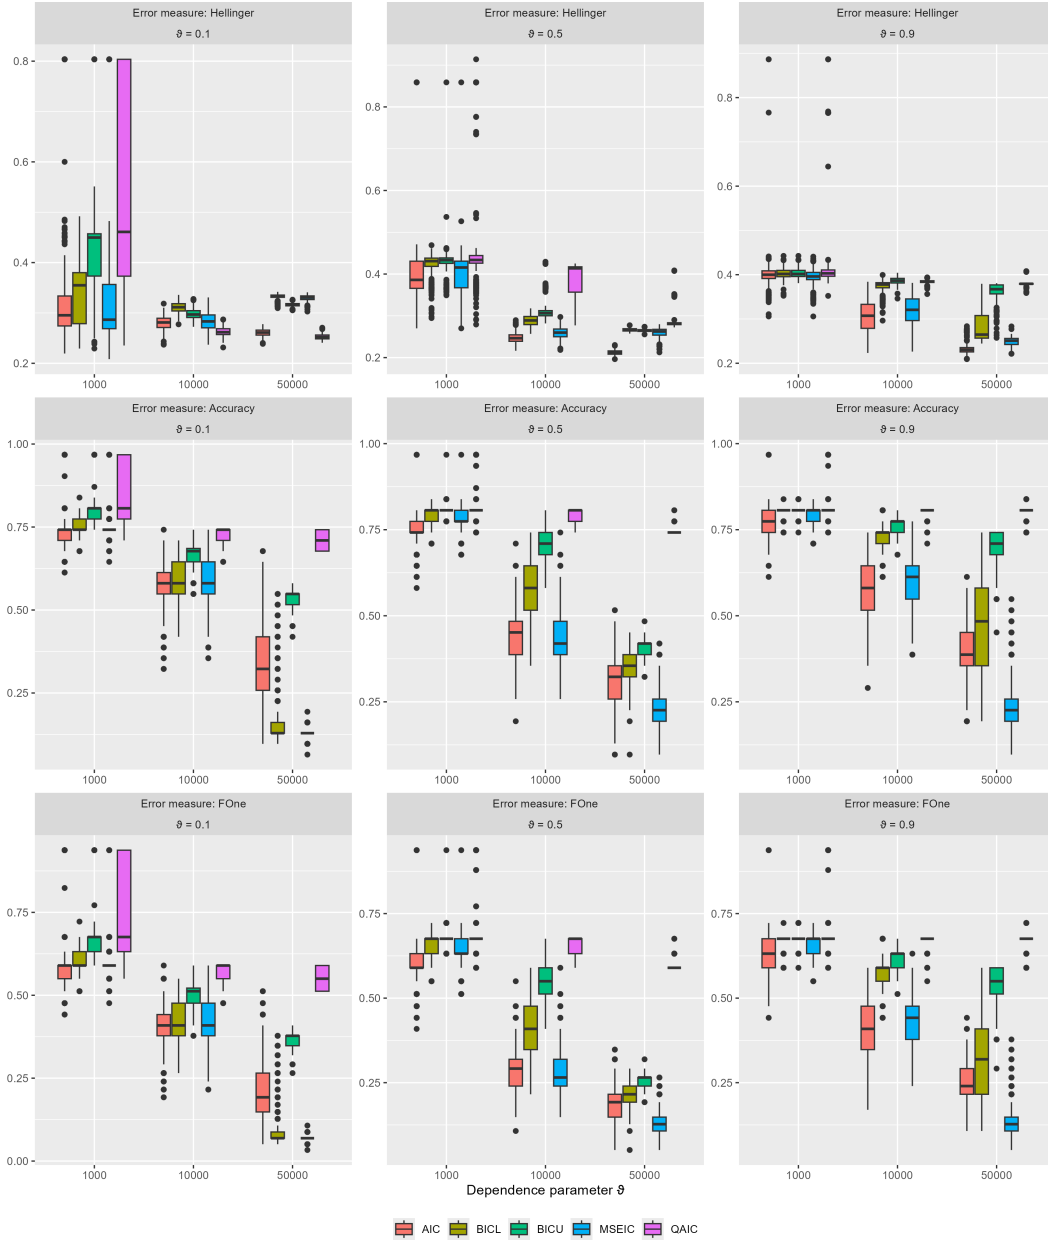 Error measure: Hellinger
ϑ = 0.1
0.8
0.6
0.4
0.2
1000 10000 50000
Error measure: Hellinger
ϑ = 0.5
0.8
0.6
0.4
0.2
1000 10000 50000
Error measure: Hellinger
ϑ = 0.9
0.8
0.6
0.4
0.2
1000 10000 50000
Error measure: Accuracy
ϑ = 0.1
1.00
0.75
0.50
0.25
1000 10000 50000
Error measure: Accuracy
ϑ = 0.5
1.00
0.75
0.50
0.25
1000 10000 50000
Error measure: Accuracy
ϑ = 0.9
1.00
0.75
0.50
0.25
1000 10000 50000
Error measure: FOne
ϑ = 0.1
0.75
0.50
0.25
0.00
1000 10000 50000
Error measure: FOne
ϑ = 0.5
0.75
0.50
0.25
1000 10000 50000
Error measure: FOne
ϑ = 0.9
0.75
0.50
0.25
1000 10000 50000
Dependence parameter ϑ
AIC BICL BICU MSEIC QAIC